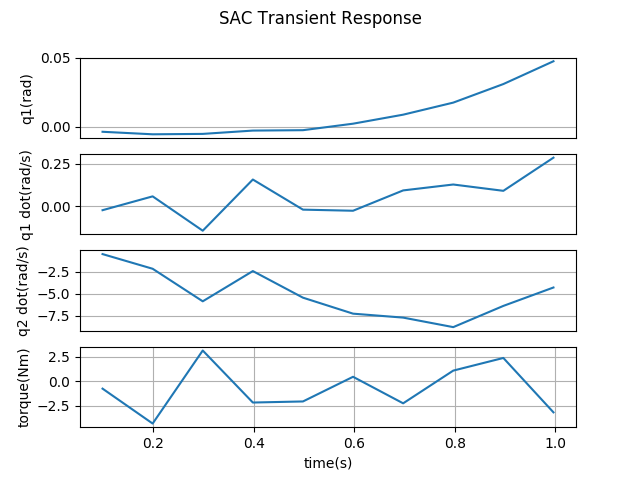 SAC Transient Response
0.05
0.00
q1(rad)
0.25
0.00
q1 dot(rad/s)
−2.5
−5.0
−7.5
q2 dot(rad/s)
2.5
0.0
−2.5
torque(Nm)
0.2 0.4 0.6 0.8 1.0
time(s)